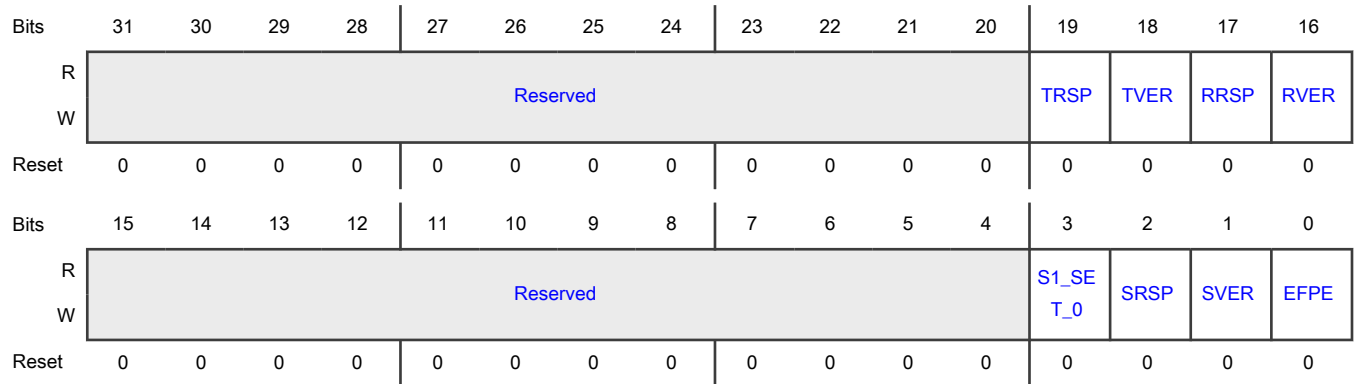 Bits 31 30 29 28 27 26 25 24 23 22 21 20 19 18 17 16
R
Reserved TRSP TVER RRSP RVER
W
Reset 0 0 0 0 0 0 0 0 0 0 0 0 0 0 0 0
Bits 15 14 13 12 11 10 9 8 7 6 5 4 3 2 1 0
R
Reserved S1_SE T_0 SRSP SVER EFPE
W
Reset 0 0 0 0 0 0 0 0 0 0 0 0 0 0 0 0